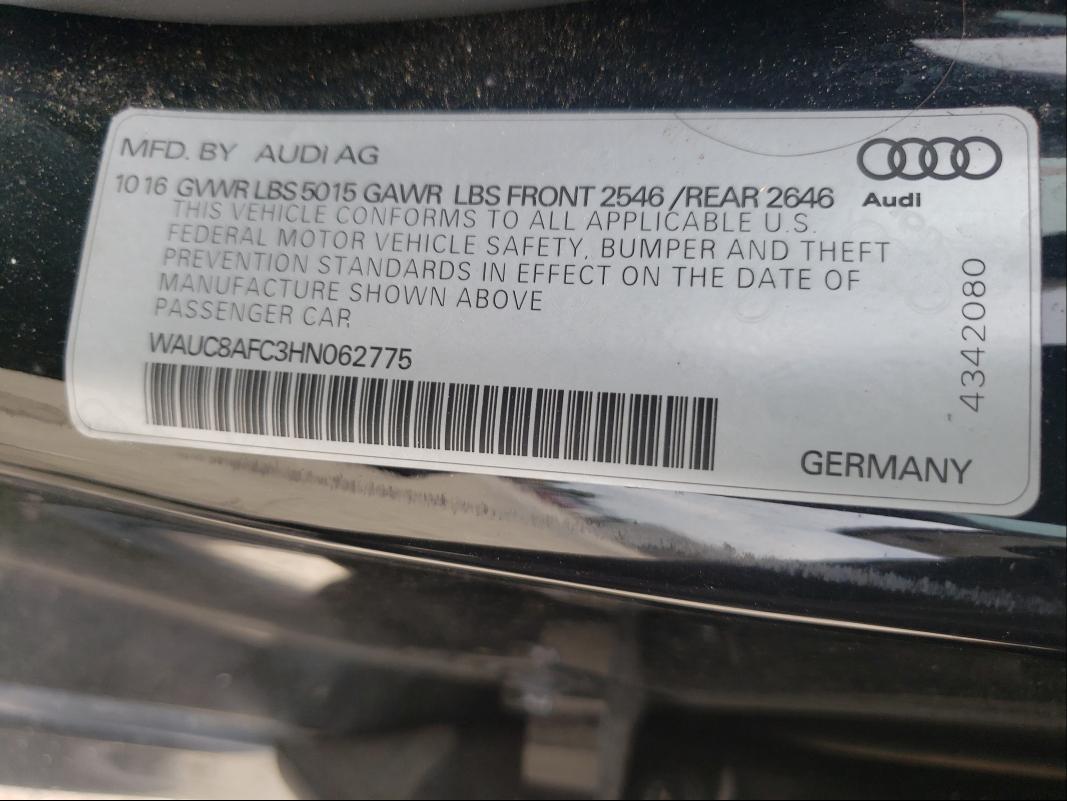 MFD. BY AUDI AG
10 16 GVWR LBS 5015 GAWR LBS FRONT 2546 /REAR 2646
Audi
THIS VEHICLE CONFORMS TO ALL APPLICABLE U.S.
FEDERAL MOTOR VEHICLE SAFETY, BUMPER AND THEFT
PREVENTION STANDARDS IN EFFECT ON THE DATE OF
MANUFACTURE SHOWN ABOVE
PASSENGER CAR
WAUC8AFC3HN062775
4342080
GERMANY